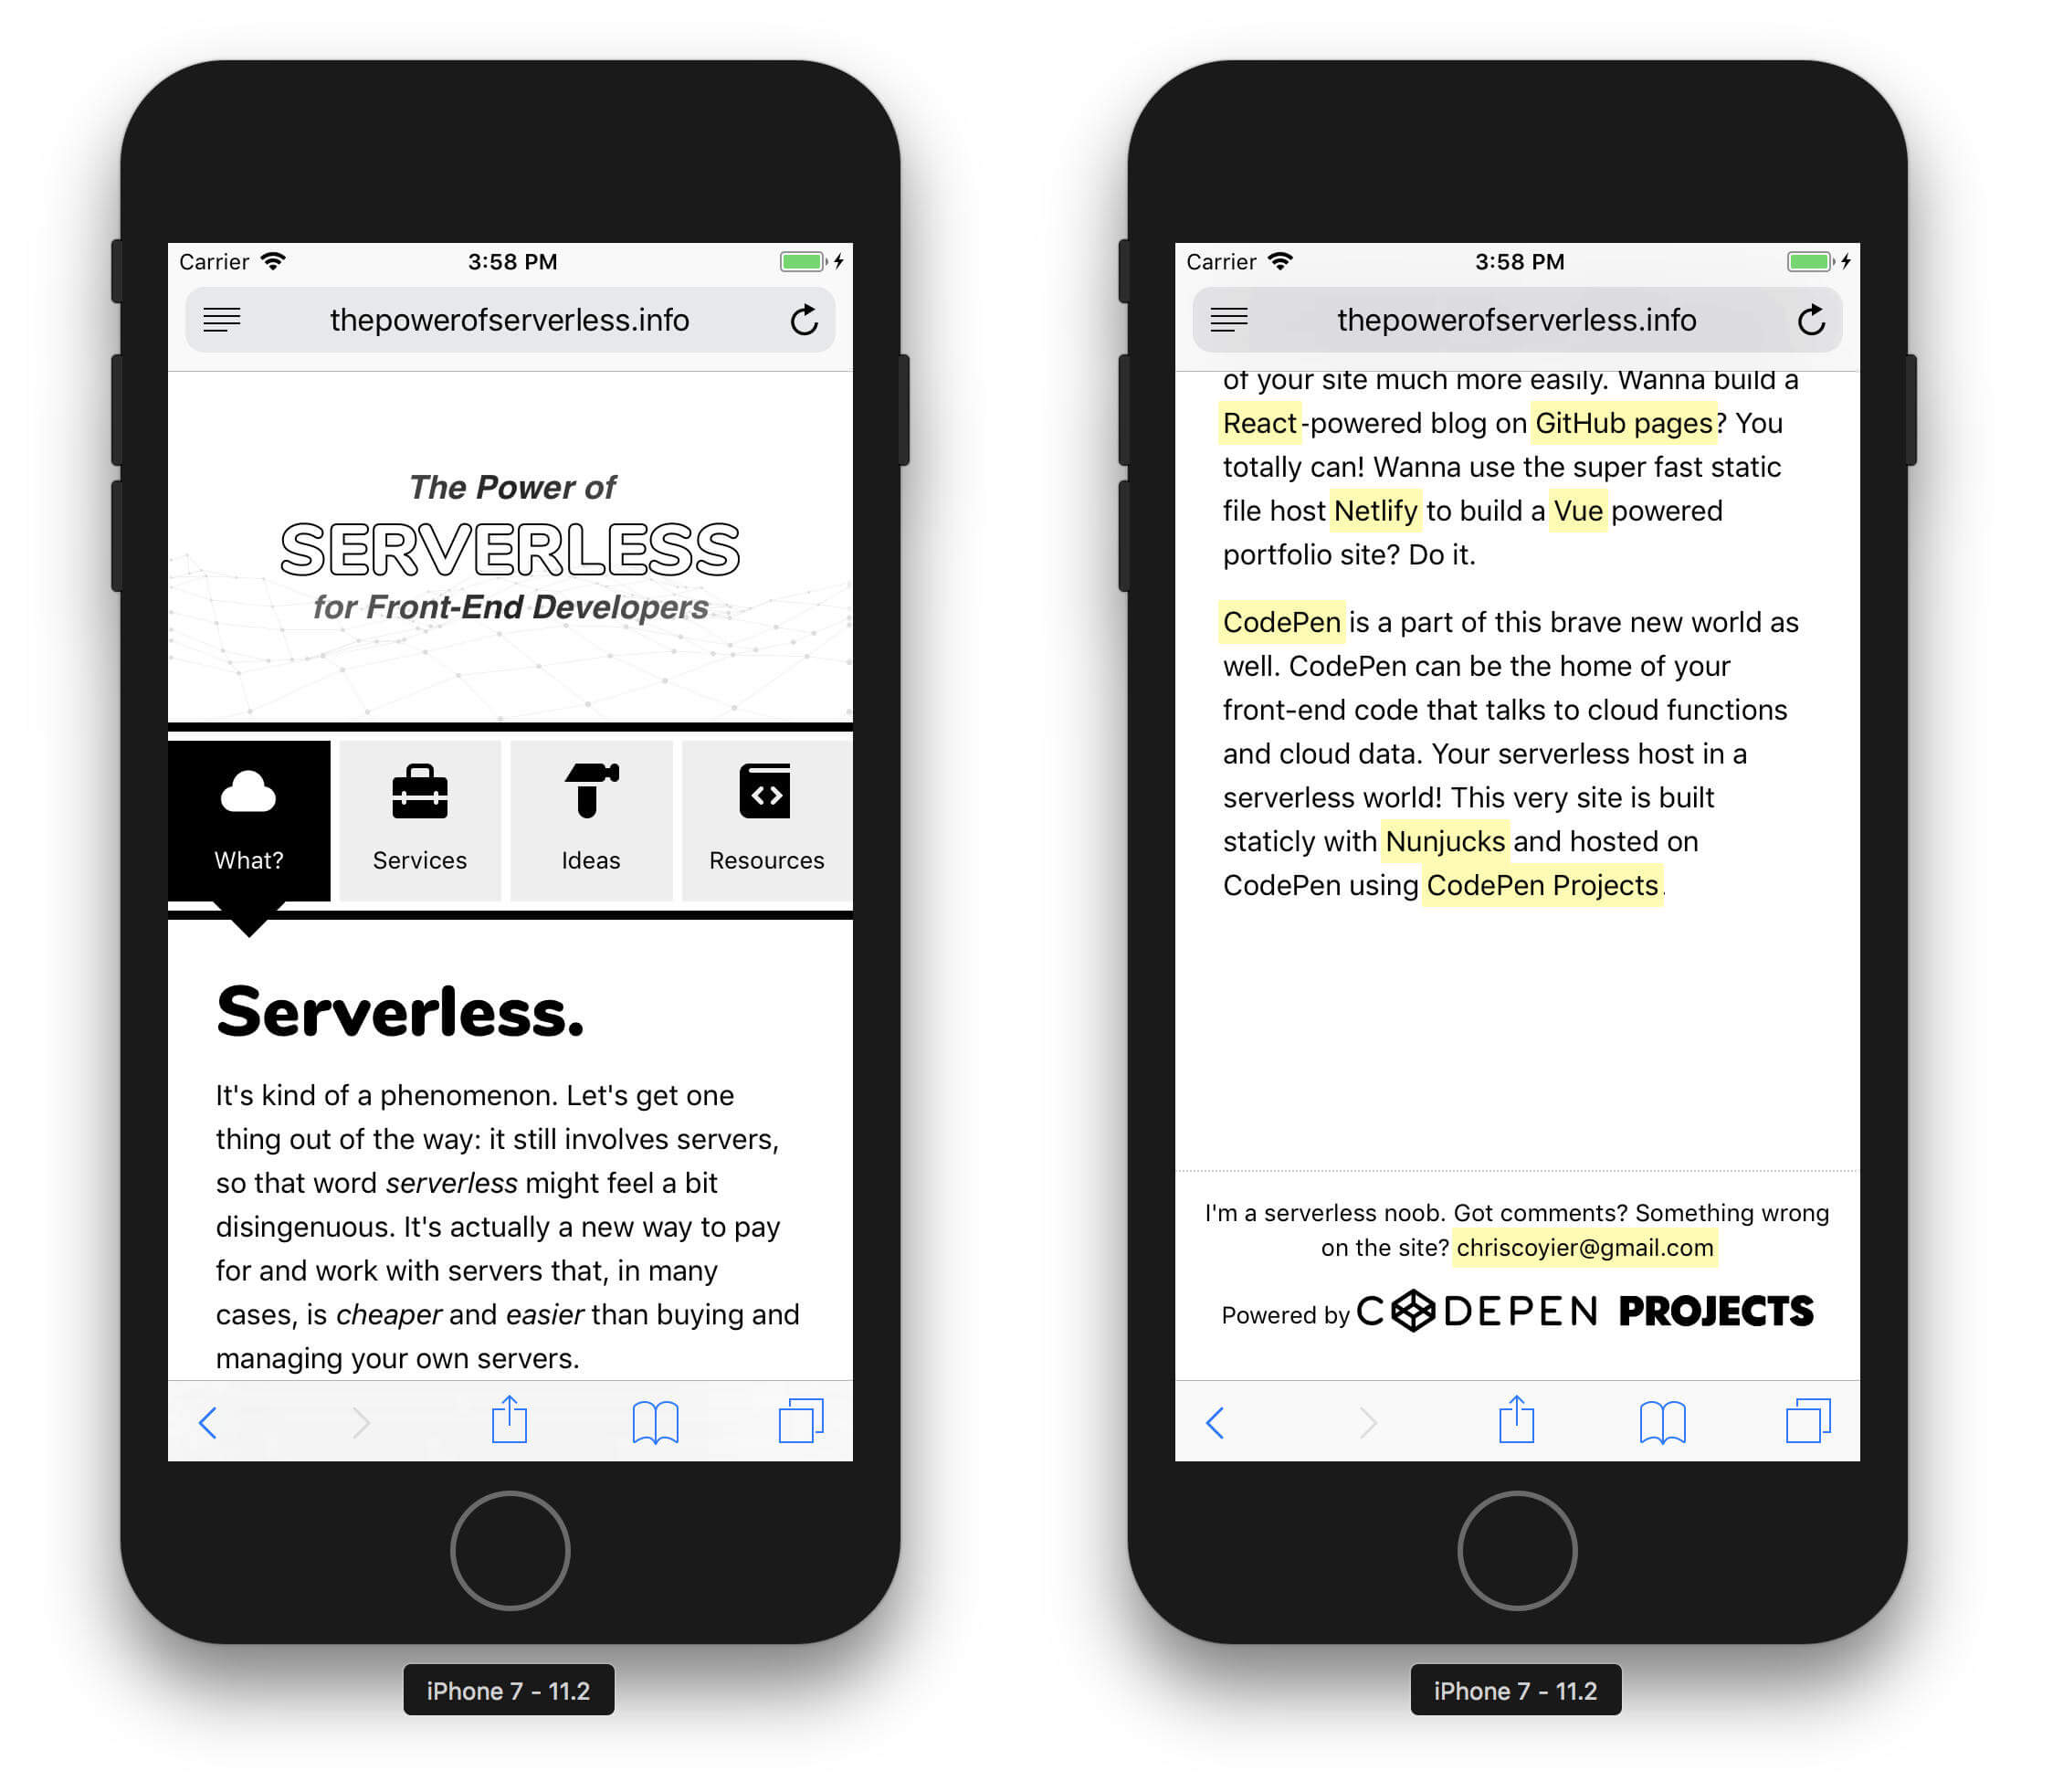 Carrier 3:58 PM
thepowerofserverless.info
The Power of
SERVERLESS
for Front-End Developers
What? Services Ideas Resources
Serverless.
It's kind of a phenomenon. Let's get one
thing out of the way: it still involves servers,
so that word serverless might feel a bit
disingenuous. It's actually a new way to pay
for and work with servers that, in many
cases, is cheaper and easier than buying and
managing your own servers.
iPhone 7 - 11.2
Carrier 3:58 PM
thepowerofserverless.info
of your site much more easily. Wanna build a
React-powered blog on GitHub pages? You
totally can! Wanna use the super fast static
file host Netlify to build a Vue powered
portfolio site? Do it.
CodePen is a part of this brave new world as
well. CodePen can be the home of your
front-end code that talks to cloud functions
and cloud data. Your serverless host in a
serverless world! This very site is built
staticly with Nunjucks and hosted on
CodePen using CodePen Projects.
I'm a serverless noob. Got comments? Something wrong
on the site? chriscoyier@gmail.com
Powered by CODEPEN PROJECTS
iPhone 7 - 11.2